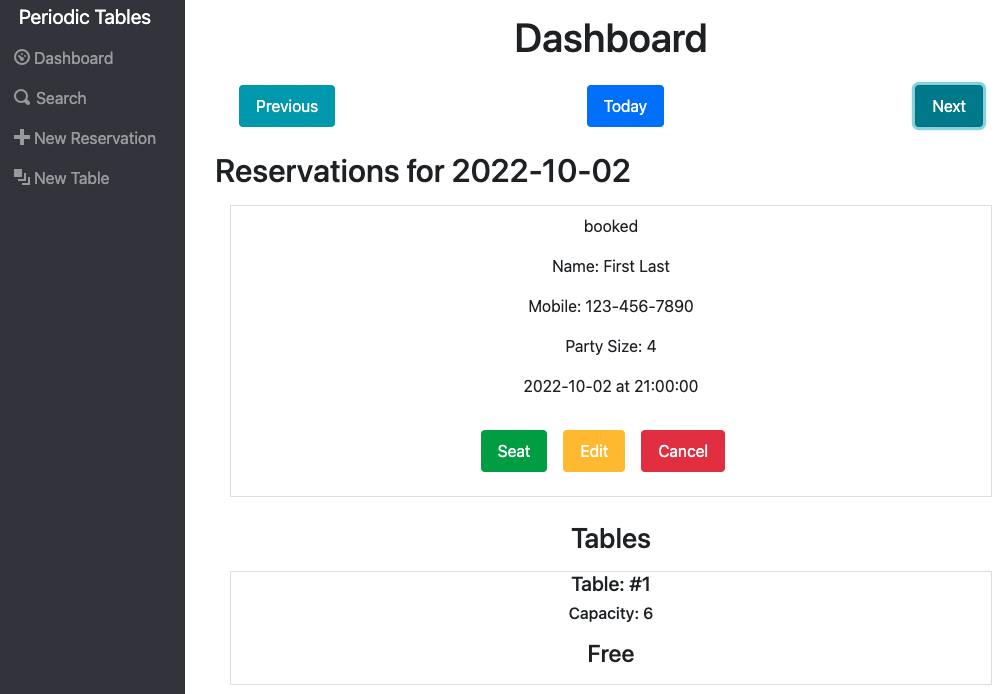 Periodic Tables
Dashboard
Search
New Reservation
New Table
Dashboard
Previous Today Next
Reservations for 2022-10-02
booked
Name: First Last
Mobile: 123-456-7890
Party Size: 4
2022-10-02 at 21:00:00
Seat Edit Cancel
Tables
Table: #1
Capacity: 6
Free